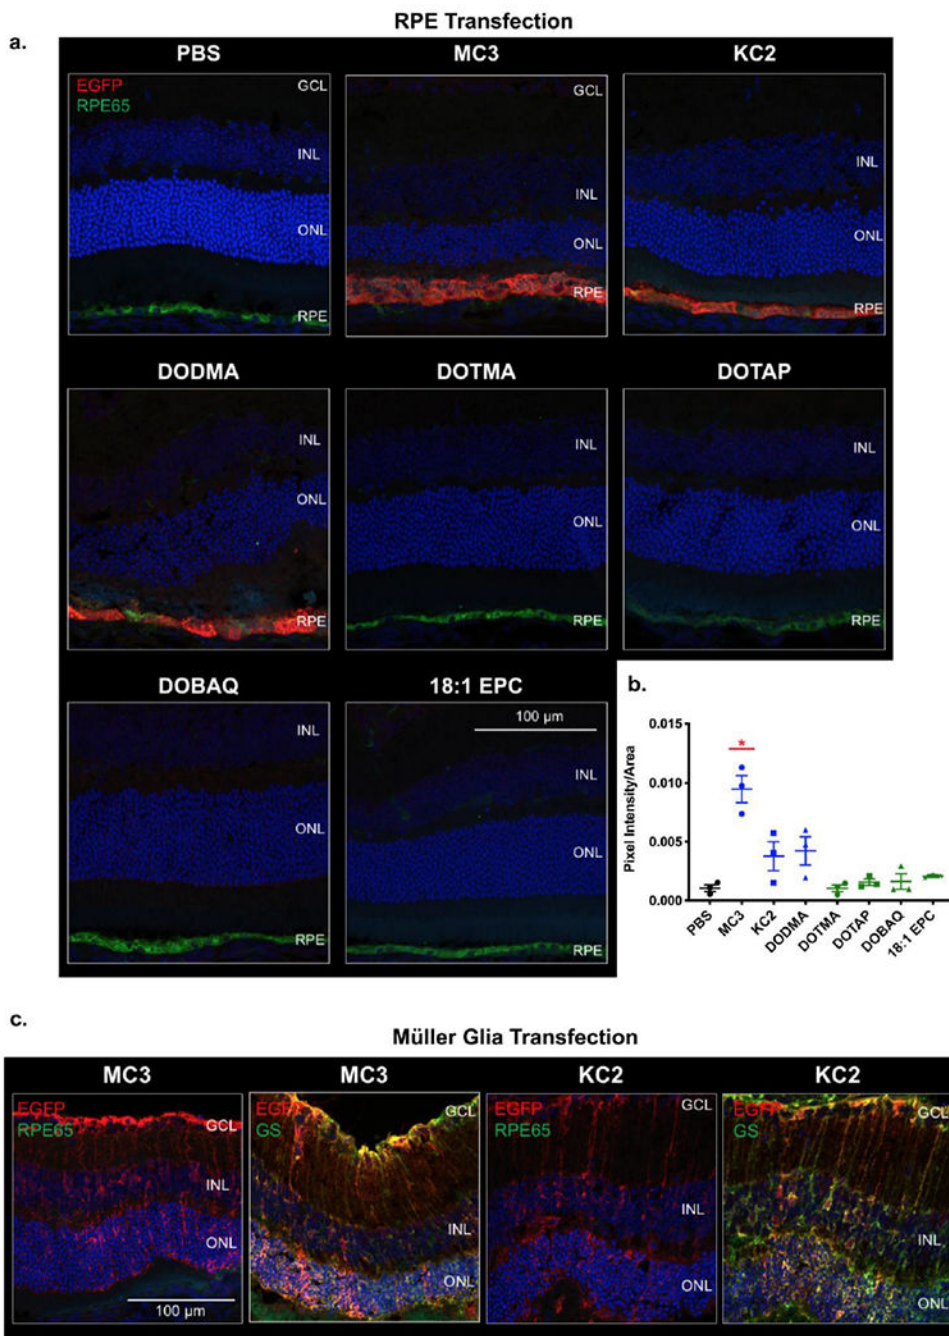 RPE Transfection
a.
PBS
MC3
KC2
EGFP
RPE65
GCL
INL
ONL
RPE
GCL
INL
ONL
RPE
INL
ONL
RPE
DODMA
DOTMA
DOTAP
INL
ONL
RPE
INL
ONL
RPE
INL
ONL
RPE
DOBAQ
18:1 EPC
INL
ONL
RPE
100 µm
INL
ONL
RPE
b.
Pixel Intensity/Area
0.015
0.010
0.005
0.000
*
PBS
MC3
KC2
DODMA
DOTMA
DOTAP
DOBAQ
18:1 EPC
c.
Müller Glia Transfection
MC3
MC3
KC2
KC2
EGFP
RPE65
GCL
INL
ONL
100 µm
EGFP
GS
GCL
INL
ONL
EGFP
RPE65
GCL
INL
ONL
EGFP
GS
GCL
INL
ONL